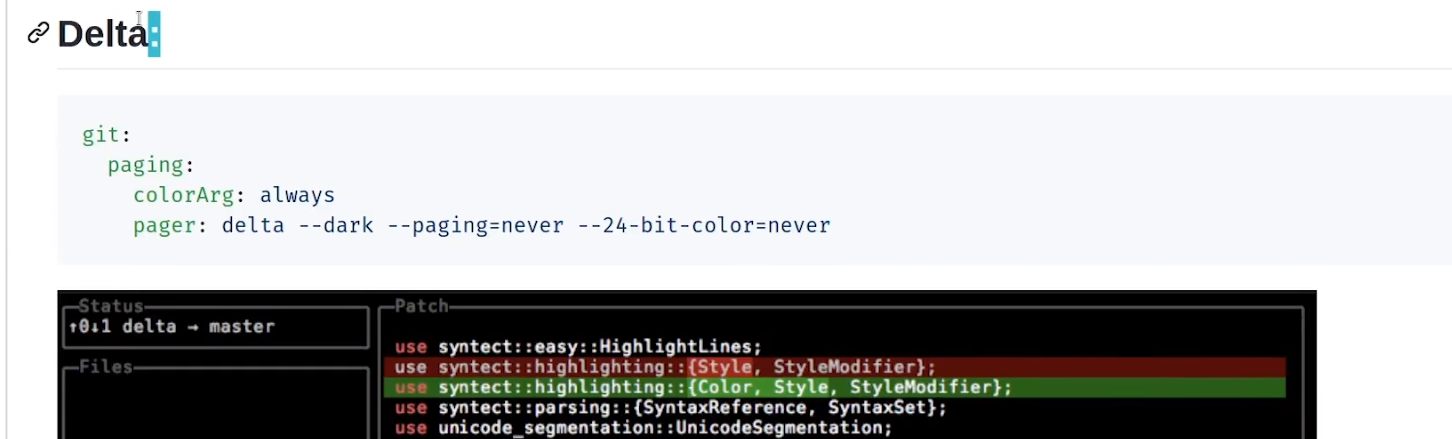 Delta:
git:
  paging:
    colorArg: always
    pager: delta --dark --paging=never --24-bit-color=never
Status
↑0↓1 delta → master
Files
Patch
use syntect::easy::HighlightLines;
use syntect::highlighting::{Style, StyleModifier};
use syntect::highlighting::{Color, Style, StyleModifier};
use syntect::parsing::{SyntaxReference, SyntaxSet};
use unicode_segmentation::UnicodeSegmentation;